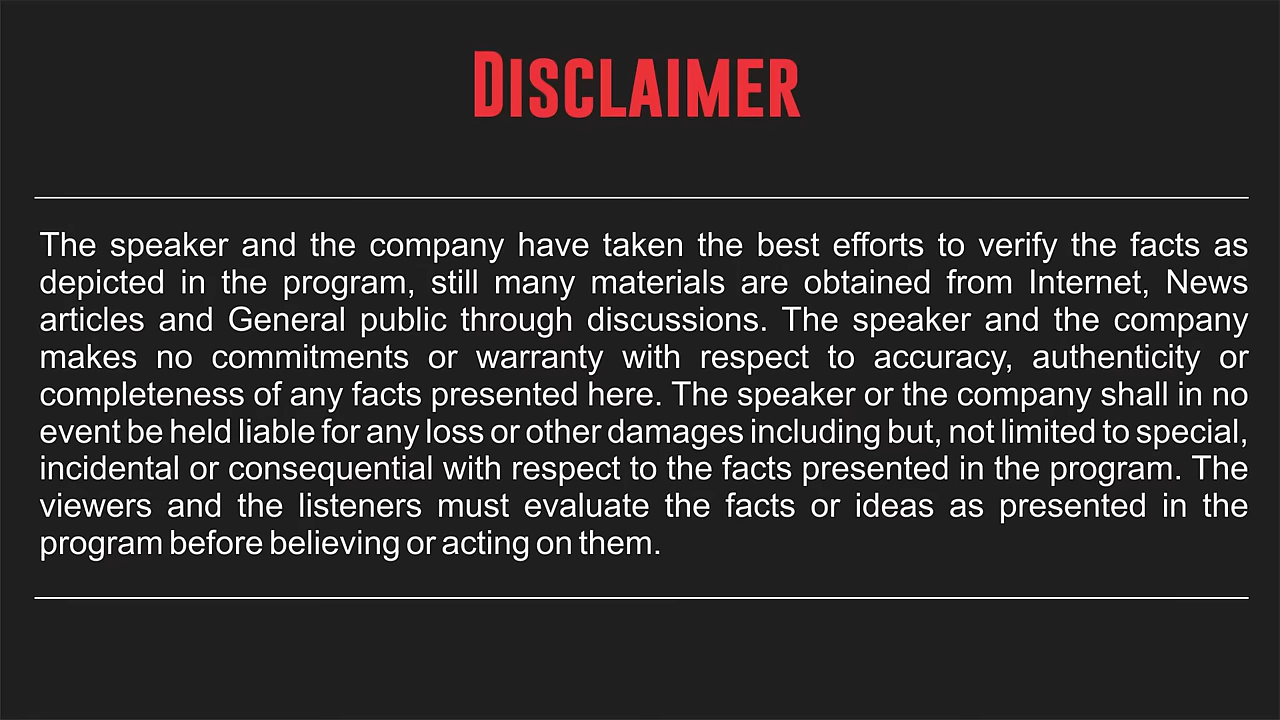 DISCLAIMER
The speaker and the company have taken the best efforts to verify the facts as
depicted in the program, still many materials are obtained from Internet, News
articles and General public through discussions. The speaker and the company
makes no commitments or warranty with respect to accuracy, authenticity or
completeness of any facts presented here. The speaker or the company shall in no
event be held liable for any loss or other damages including but, not limited to special,
incidental or consequential with respect to the facts presented in the program. The
viewers and the listeners must evaluate the facts or ideas as presented in the
program before believing or acting on them.